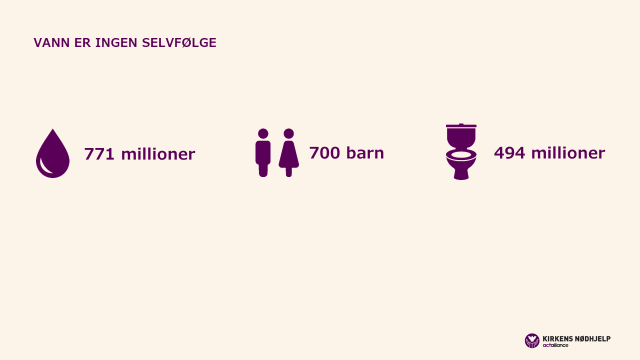 VANN ER INGEN SELVFØLGE
771 millioner
700 barn
494 millioner
KIRKENS NØDHJELP
actalliance